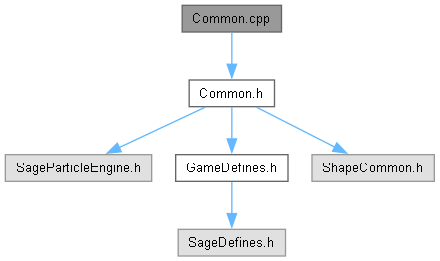 Common.cpp
Common.h
SageParticleEngine.h
GameDefines.h
ShapeCommon.h
SageDefines.h